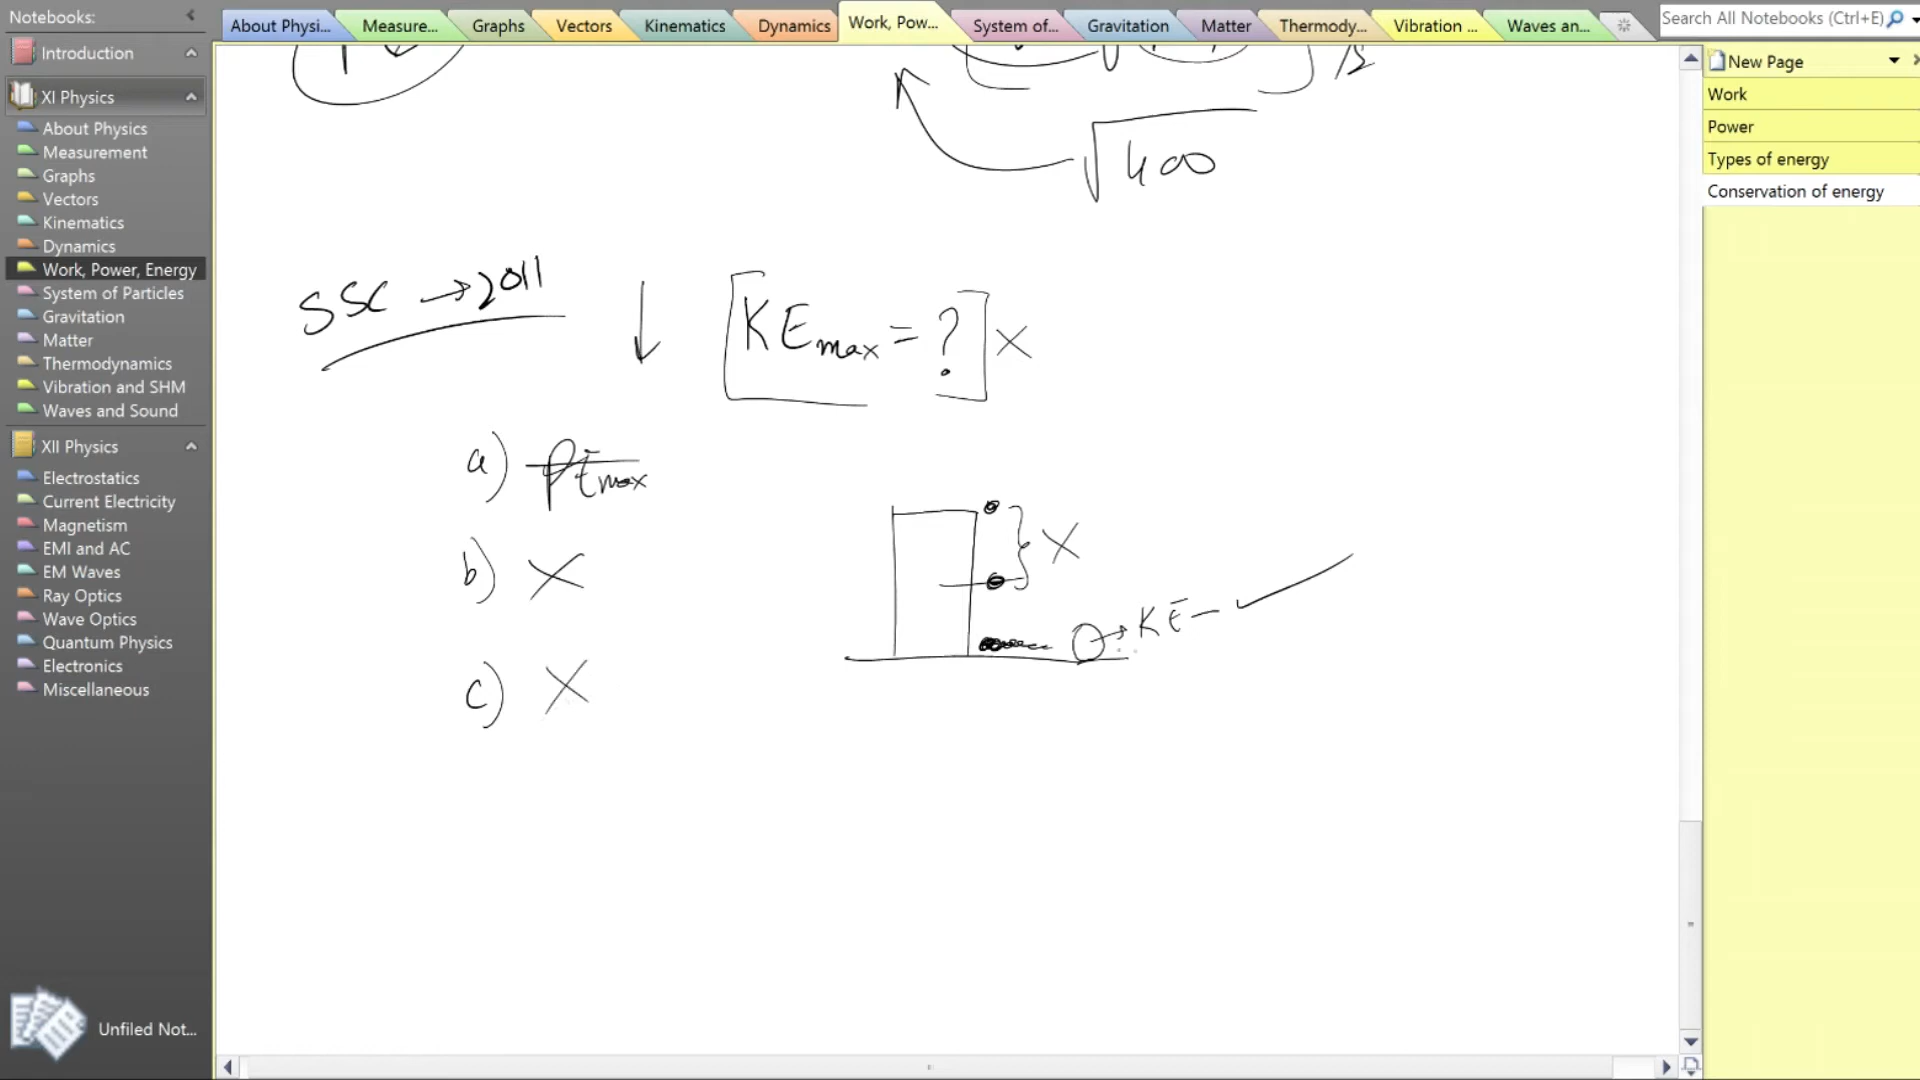 Notebooks:
Introduction
XI Physics
About Physics
Measurement
Graphs
Vectors
Kinematics
Dynamics
Work, Power, Energy
System of Particles
Gravitation
Matter
Thermodynamics
Vibration and SHM
Waves and Sound
XII Physics
Electrostatics
Current Electricity
Magnetism
EMI and AC
EM Waves
Ray Optics
Wave Optics
Quantum Physics
Electronics
Miscellaneous
Unfiled Not...
About Physi... Measure... Graphs Vectors Kinematics Dynamics Work, Pow... System of... Gravitation Matter Thermody... Vibration ... Waves an...
Search All Notebooks (Ctrl+E)
√400
SSC → 2011 ↓ [KEmax = ?] X
a) PEmax
b) X
c) X
X
O → KE - ✓
New Page
Work
Power
Types of energy
Conservation of energy